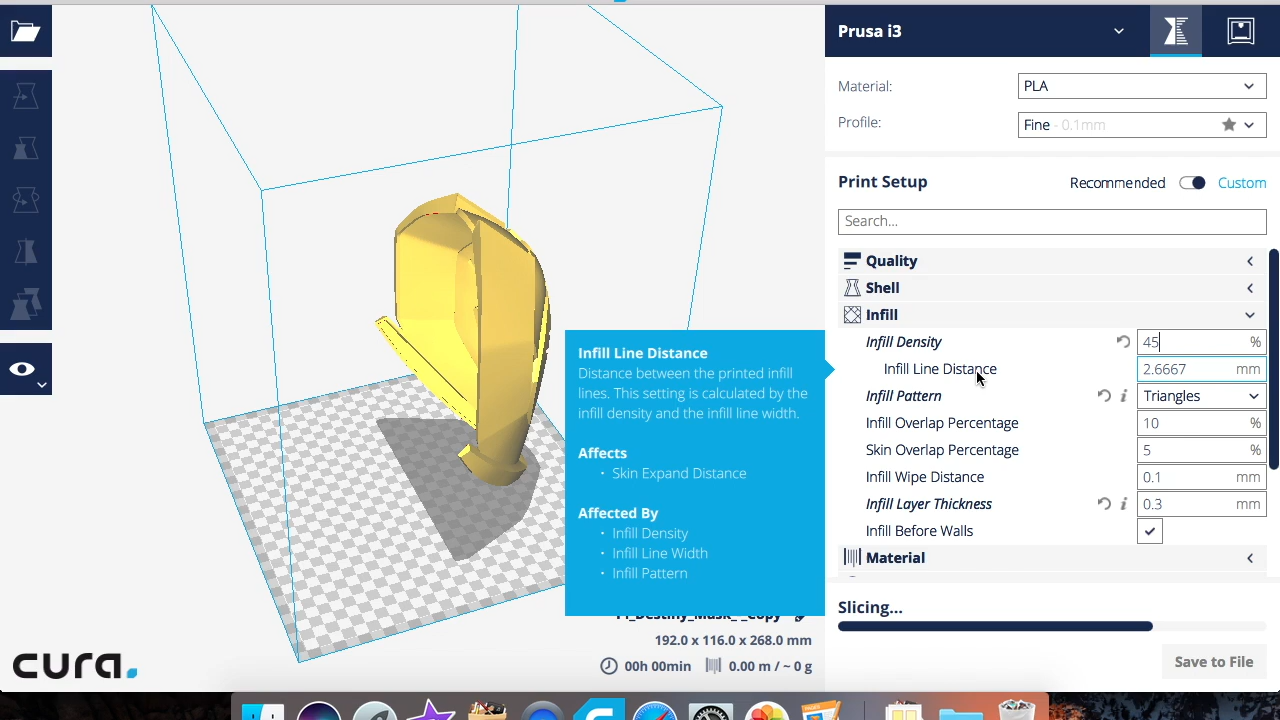 Prusa i3
Material:
PLA
Profile:
Fine - 0.1mm
Print Setup
Recommended
Custom
Search...
Quality
Shell
Infill
Infill Density
45 %
Infill Line Distance
2.6667 mm
Infill Pattern
i
Triangles
Infill Overlap Percentage
10 %
Skin Overlap Percentage
5 %
Infill Wipe Distance
0.1 mm
Infill Layer Thickness
i
0.3 mm
Infill Before Walls
Material
Slicing...
Save to File
Infill Line Distance
Distance between the printed infill
lines. This setting is calculated by the
infill density and the infill line width.
Affects
• Skin Expand Distance
Affected By
• Infill Density
• Infill Line Width
• Infill Pattern
192.0 x 116.0 x 268.0 mm
00h 00min
0.00 m / ~ 0 g
cura.